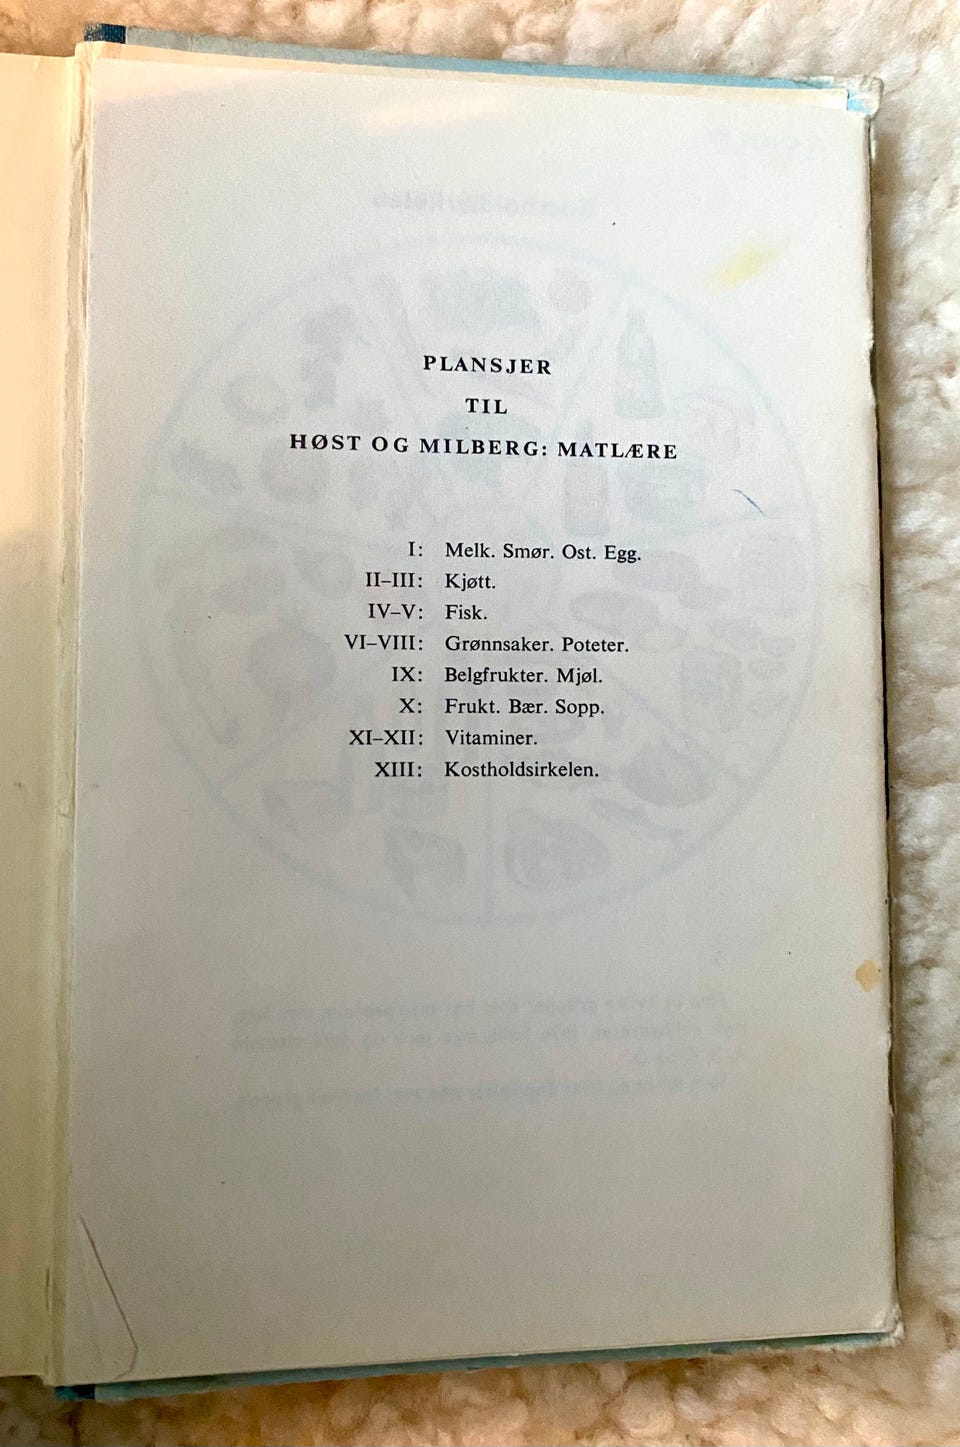 PLANSJER
TIL
HØST OG MILBERG: MATLÆRE
I: Melk. Smør. Ost. Egg.
II–III: Kjøtt.
IV–V: Fisk.
VI–VIII: Grønnsaker. Poteter.
IX: Belgfrukter. Mjøl.
X: Frukt. Bær. Sopp.
XI–XII: Vitaminer.
XIII: Kostholdsirkelen.